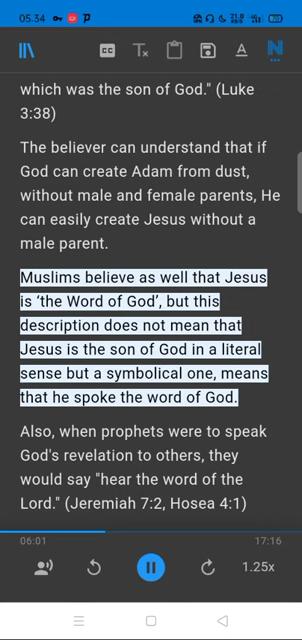 05.34
which was the son of God." (Luke
3:38)
The believer can understand that if
God can create Adam from dust,
without male and female parents, He
can easily create Jesus without a
male parent.
Muslims believe as well that Jesus
is ‘the Word of God’, but this
description does not mean that
Jesus is the son of God in a literal
sense but a symbolical one, means
that he spoke the word of God.
Also, when prophets were to speak
God's revelation to others, they
would say "hear the word of the
Lord." (Jeremiah 7:2, Hosea 4:1)
06:01
17:16
1.25x